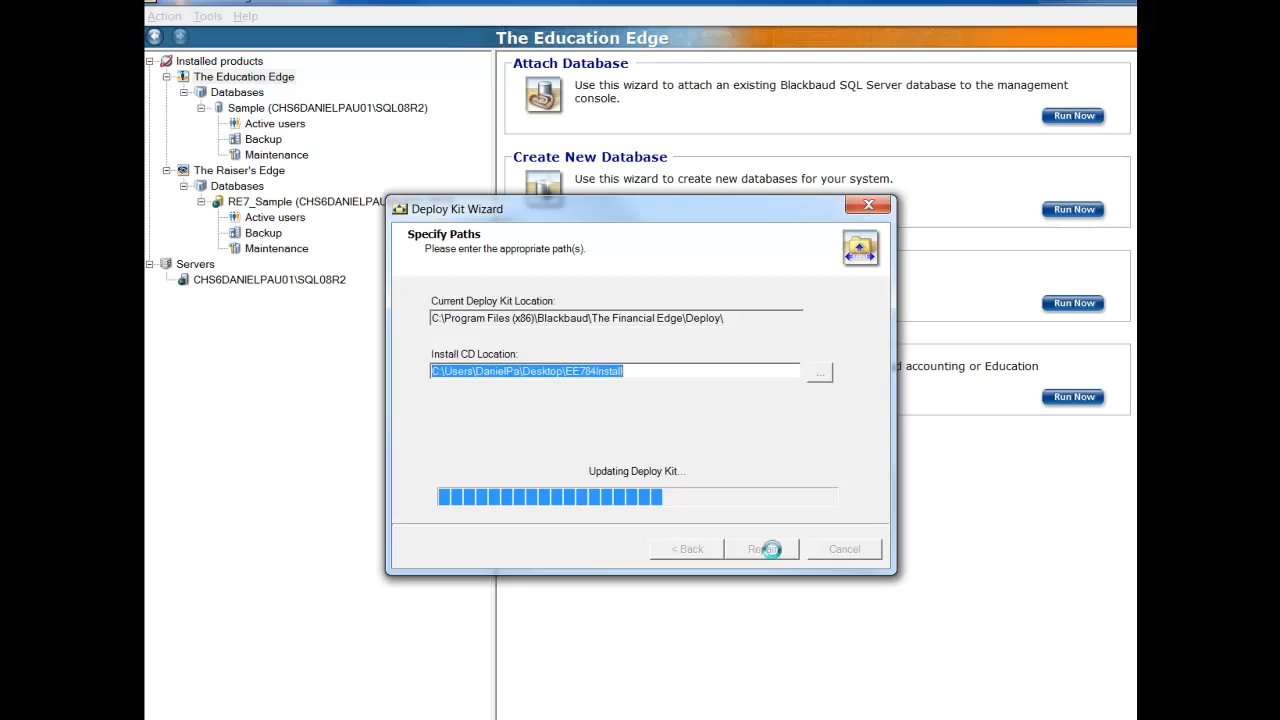 Action Tools Help
The Education Edge
Installed products
The Education Edge
Databases
Sample (CHS6DANIELPAU01\SQL08R2)
Active users
Backup
Maintenance
The Raiser's Edge
Databases
RE7_Sample (CHS6DANIELPAU
Active users
Backup
Maintenance
Servers
CHS6DANIELPAU01\SQL08R2
Attach Database
Use this wizard to attach an existing Blackbaud SQL Server database to the management
console.
Run Now
Create New Database
Use this wizard to create new databases for your system.
Run Now
Run Now
d accounting or Education
Run Now
Deploy Kit Wizard
Specify Paths
Please enter the appropriate path(s).
Current Deploy Kit Location:
C:\Program Files (x86)\Blackbaud\The Financial Edge\Deploy\
Install CD Location:
C:\Users\DanielPa\Desktop\EE784Install
...
Updating Deploy Kit...
< Back
Repair
Cancel